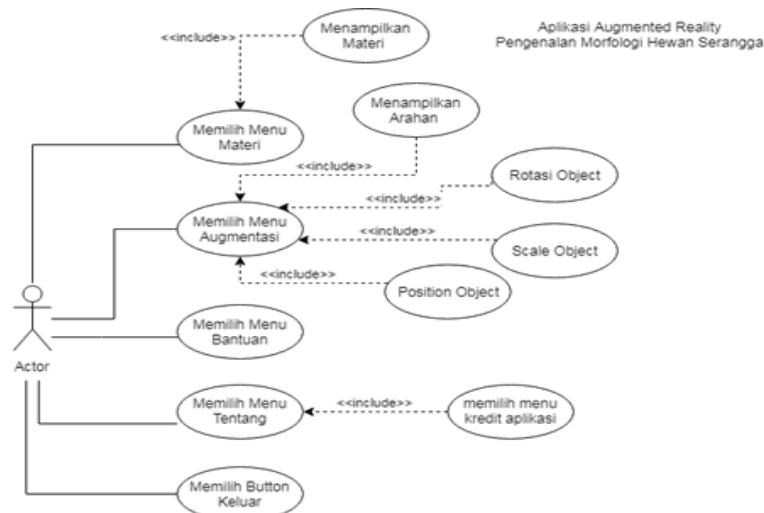 Aplikasi Augmented Reality
Pengenalan Morfologi Hewan Serangga
Menampilkan
Materi
<<include>>
Menampilkan
Arahan
Memilih Menu
Materi
<<include>>
Rotasi Object
<<include>>
Memilih Menu
Augmentasi
<<include>>
Scale Object
<<include>>
Position Object
Memilih Menu
Bantuan
Actor
Memilih Menu
Tentang
<<include>>
memilih menu
kredit aplikasi
Memilih Button
Keluar